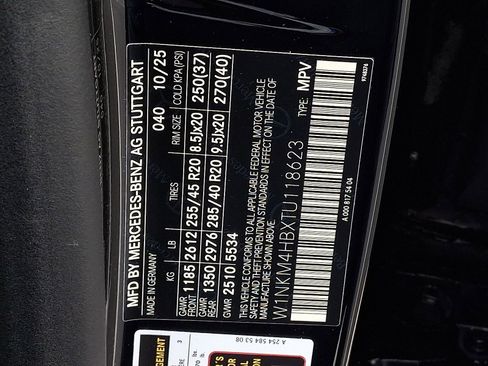 MFD BY MERCEDES-BENZ AG STUTTGART
MADE IN GERMANY 040 10/25
KG LB TIRES RIM SIZE COLD KPA(PSI)
GAWR FRONT 1185 2612 255/45 R20 8.5Jx20 250(37)
GAWR REAR 1350 2976 285/40 R20 9.5Jx20 270(40)
GVWR 2510 5534
THIS VEHICLE CONFORMS TO ALL APPLICABLE FEDERAL MOTOR VEHICLE
SAFETY AND THEFT PREVENTION STANDARDS IN EFFECT ON THE DATE OF
MANUFACTURE SHOWN ABOVE. TYPE: MPV
W1NKM4HBXTU118623
A 000 817 54 04
A 254 584 53 08